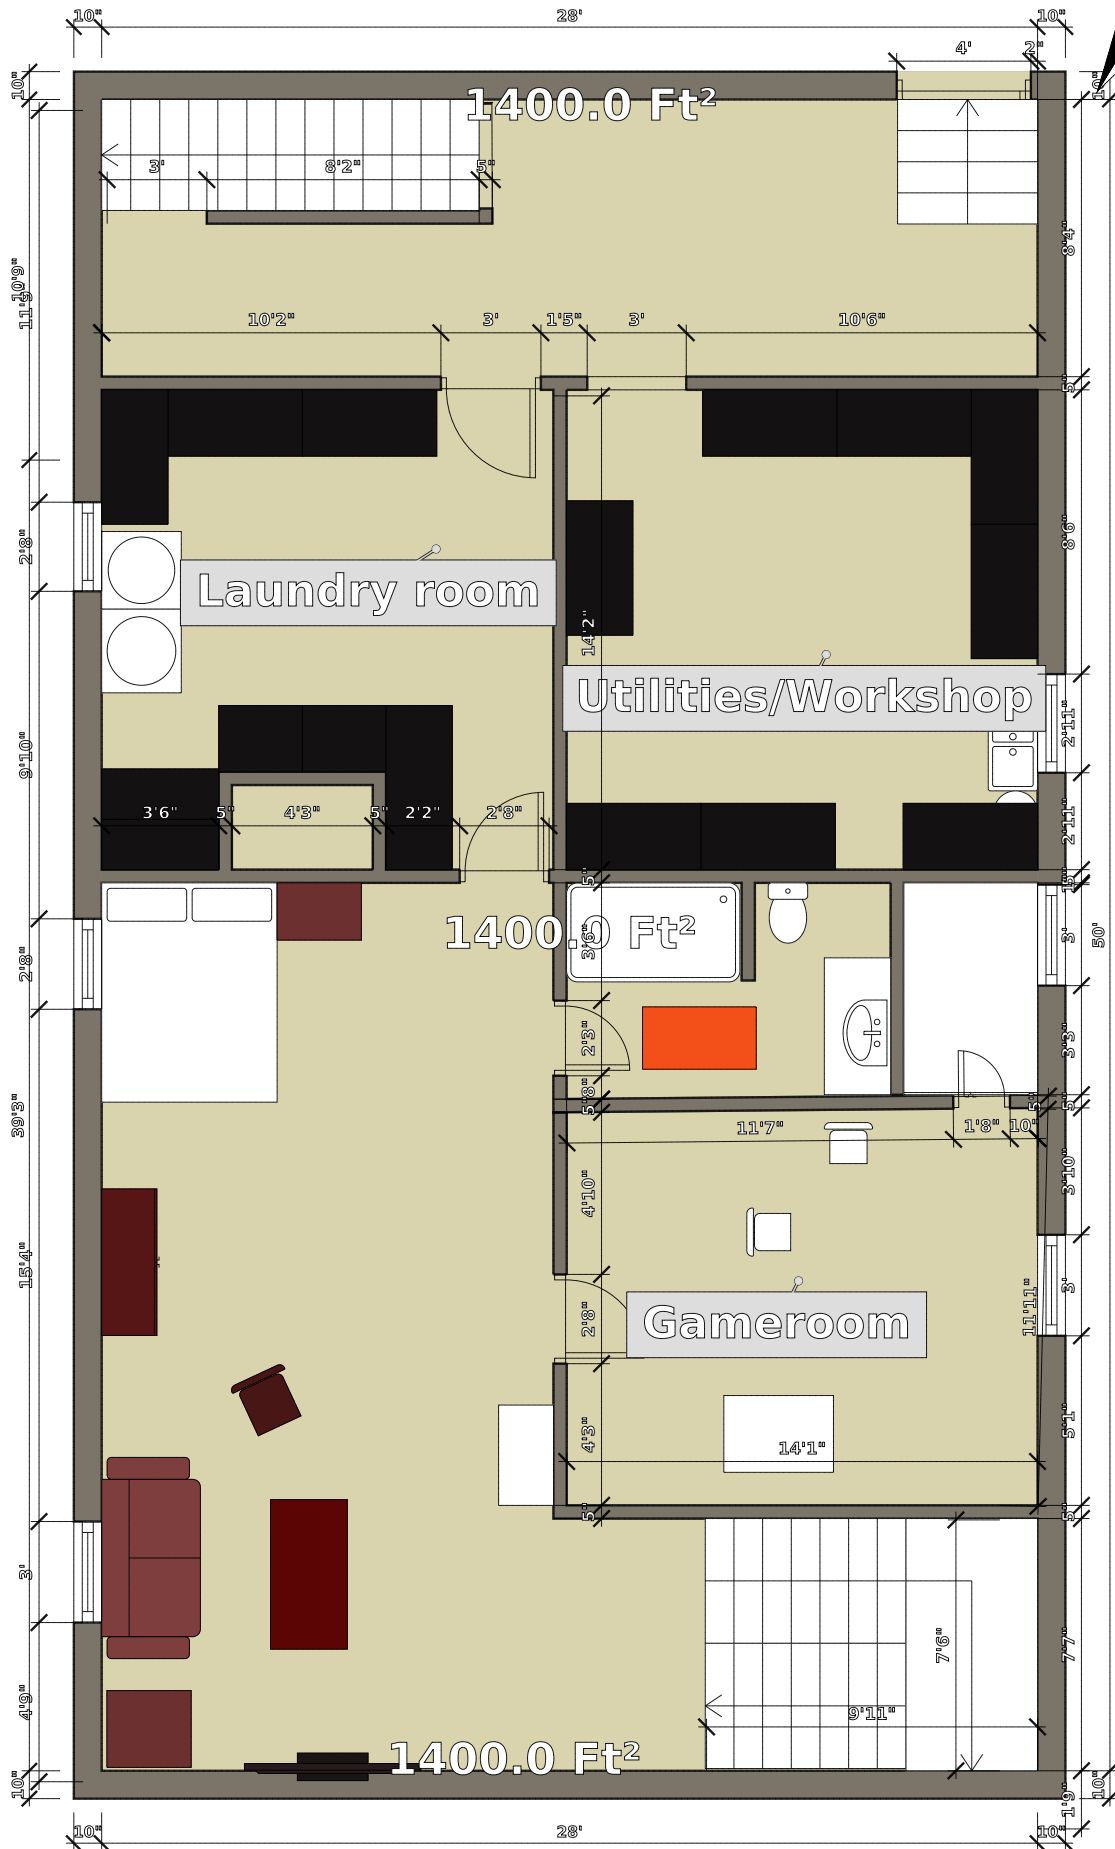 10" 28' 10"
4' 2"
10" 10"
1400.0 Ft²
3' 8'2" 5"
8'4"
10'9"
11'9"
10'2" 3' 1'5" 3' 10'6"
5"
2'8" 8'6"
Laundry room
14'2"
Utilities/Workshop
9'10" 2'11"
3'6" 5" 4'3" 5" 2'2" 2'8" 2'11"
5"
1400.0 Ft²
2'8" 3'6" 3' 50'
2'3" 3'3"
5" 8" 5" 5"
39'3" 11'7" 1'8" 10"
4'10" 3'10"
15'4" 3'
2'8" 11'11"
Gameroom
4'3" 14'1" 5'1"
5" 5"
3'
7'6" 7'7"
4'9" 9'11"
1400.0 Ft²
10" 10"
1'9"
10" 28' 10"